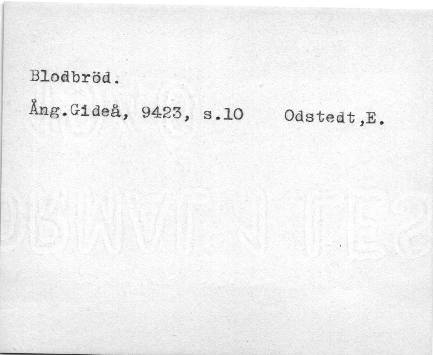 Blodbröd.
Ång.Gideå, 9423, s.10 Odstedt,E.